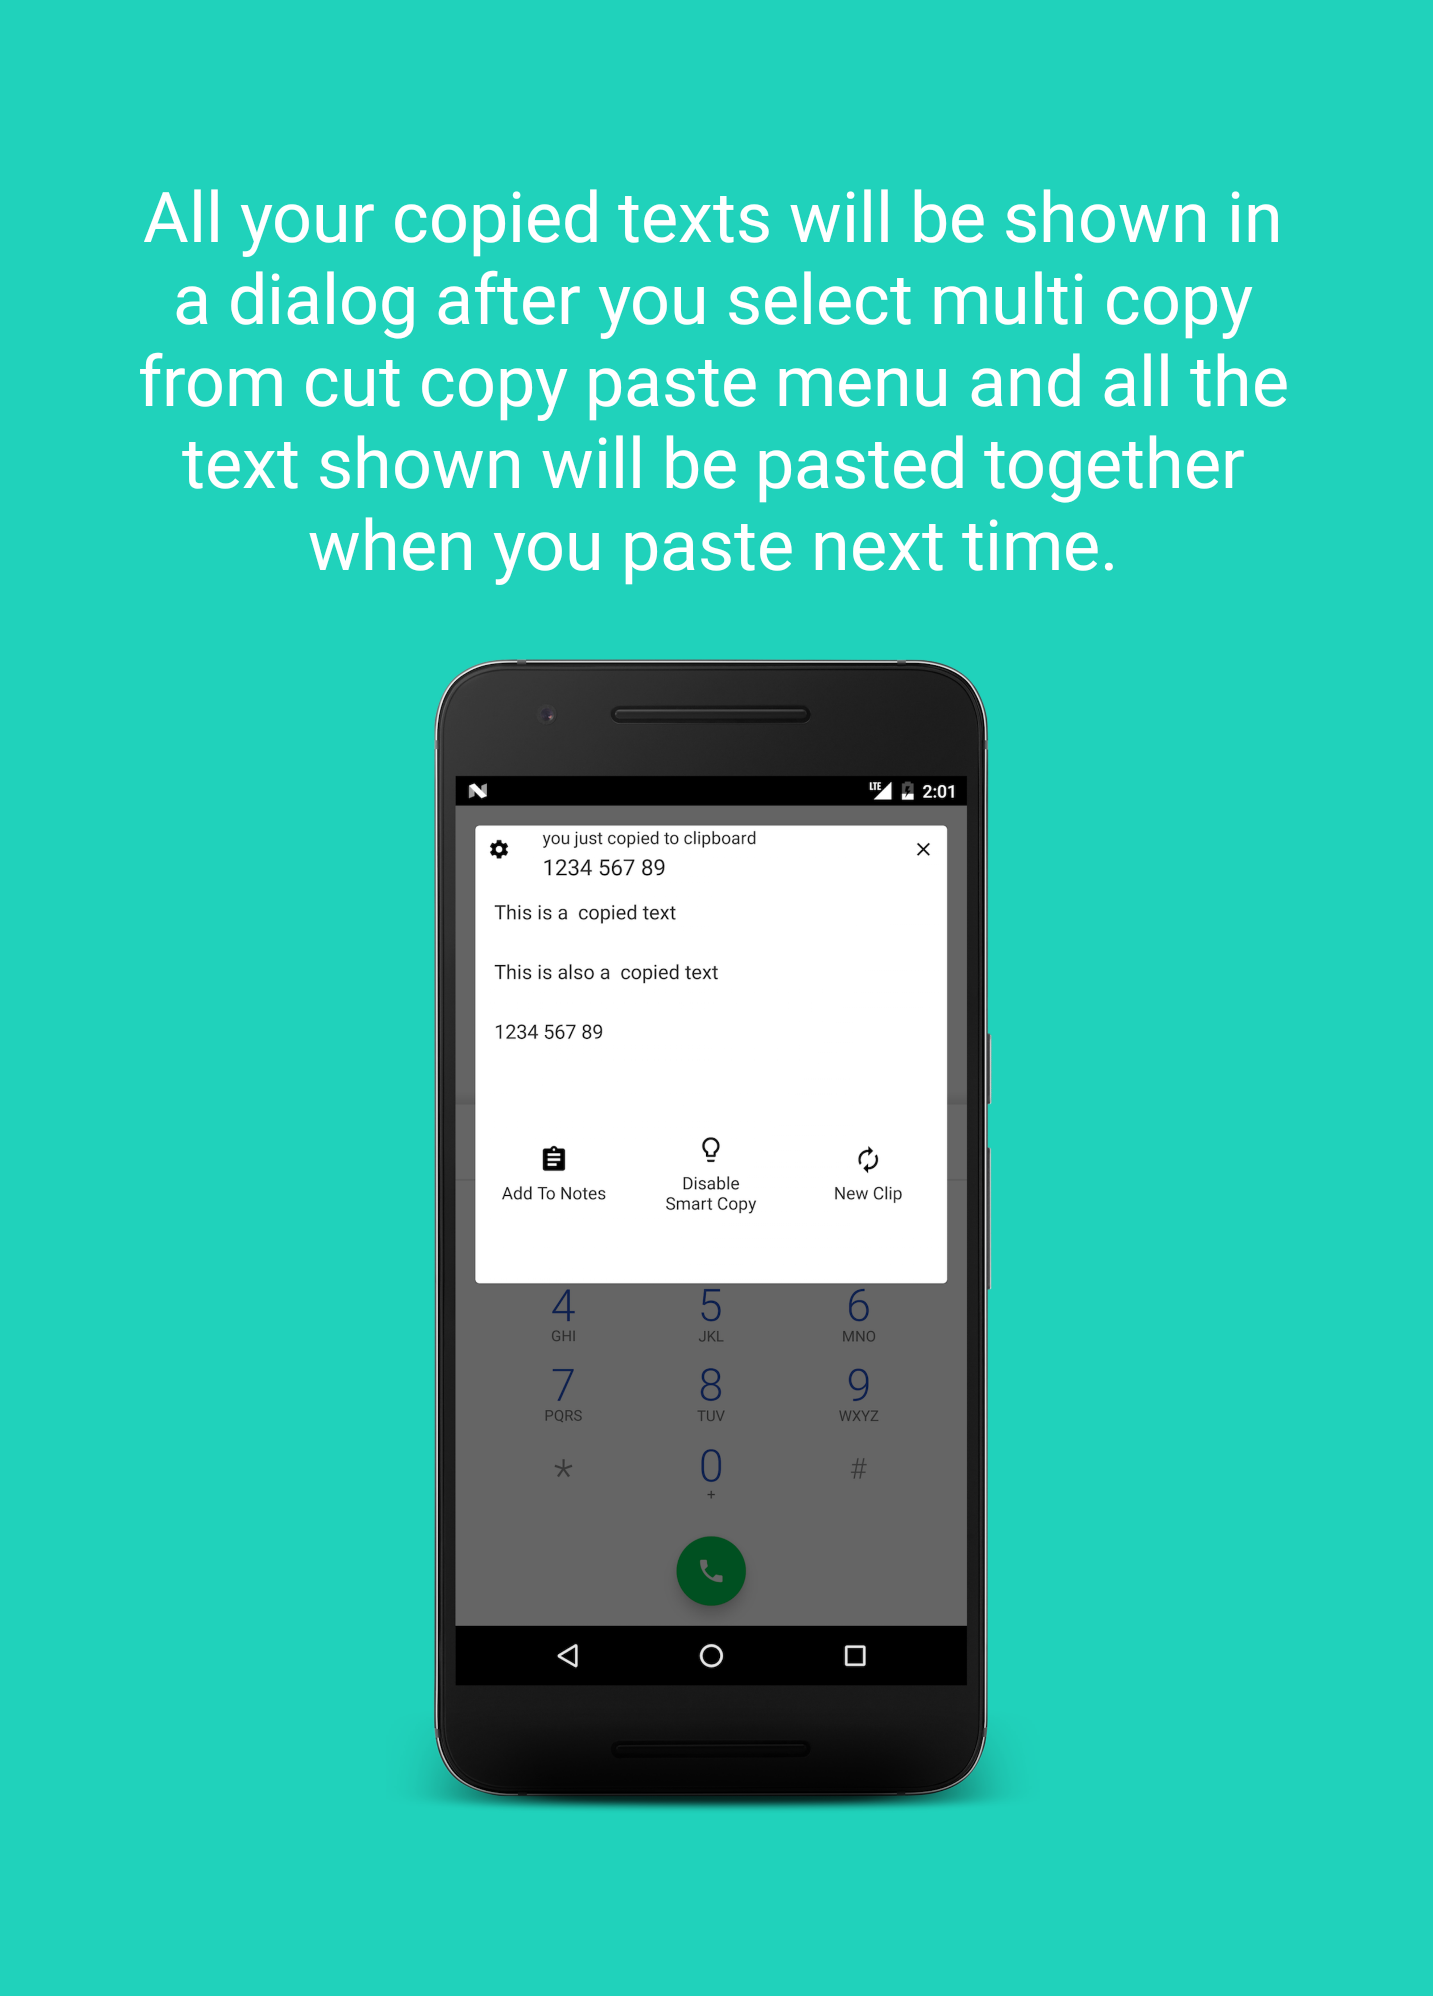 All your copied texts will be shown in
a dialog after you select multi copy
from cut copy paste menu and all the
text shown will be pasted together
when you paste next time.
LTE 2:01
you just copied to clipboard
1234 567 89
This is a  copied text
This is also a  copied text
1234 567 89
Add To Notes
Disable
Smart Copy
New Clip
4 5 6
GHI JKL MNO
7 8 9
PQRS TUV WXYZ
* 0 #
+